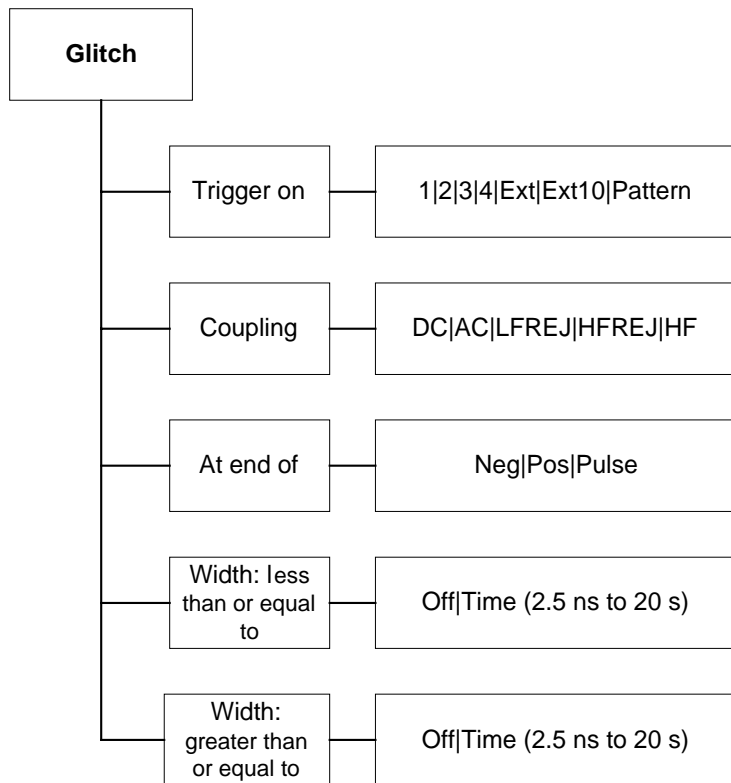 Glitch
Trigger on
1|2|3|4|Ext|Ext10|Pattern
Coupling
DC|AC|LFREJ|HFREJ|HF
At end of
Neg|Pos|Pulse
Width: less
than or equal
to
Off|Time (2.5 ns to 20 s)
Width:
greater than
or equal to
Off|Time (2.5 ns to 20 s)